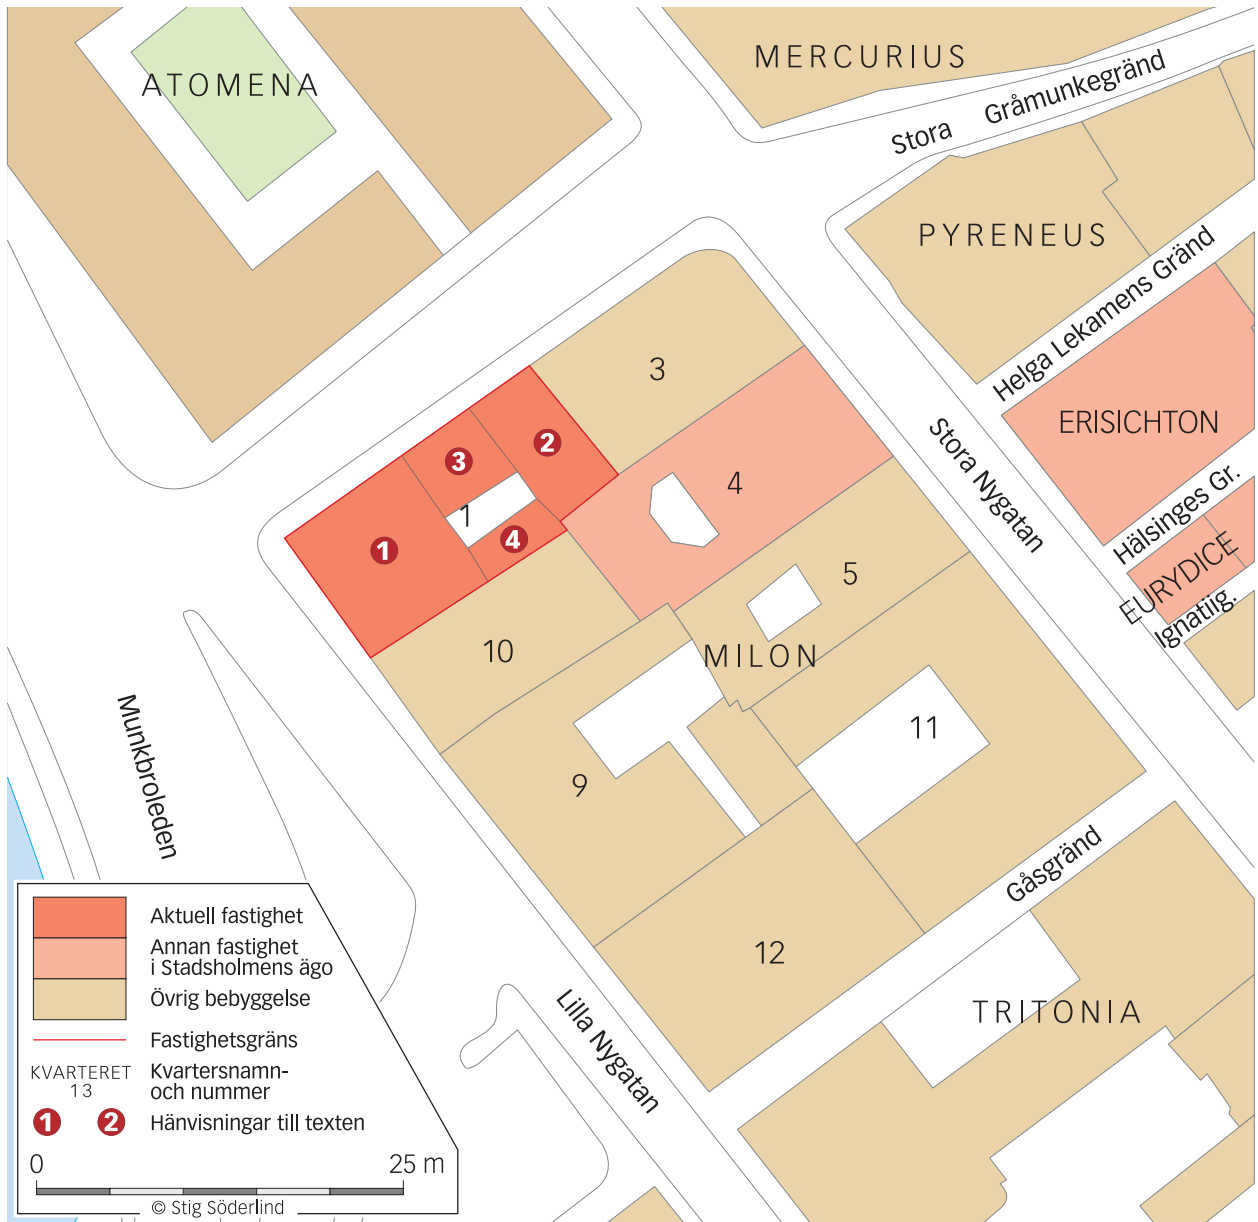 MERCURIUS
ATOMENA
Stora Gråmunkegränd
PYRENEUS
Helga Lekamens Gränd
3
ERISICHTON
2
3
Stora Nygatan
4
1
Hälsinges Gr.
4
1
EURYDICE
5
Ignatiig.
10
MILON
Munkbroleden
11
9
Gåsgränd
12
TRITONIA
Lilla Nygatan
Aktuell fastighet
Annan fastighet
i Stadsholmens ägo
Övrig bebyggelse
Fastighetsgräns
KVARTERET
13
Kvartersnamn-
och nummer
1 2 Hänvisningar till texten
0 25 m
© Stig Söderlind